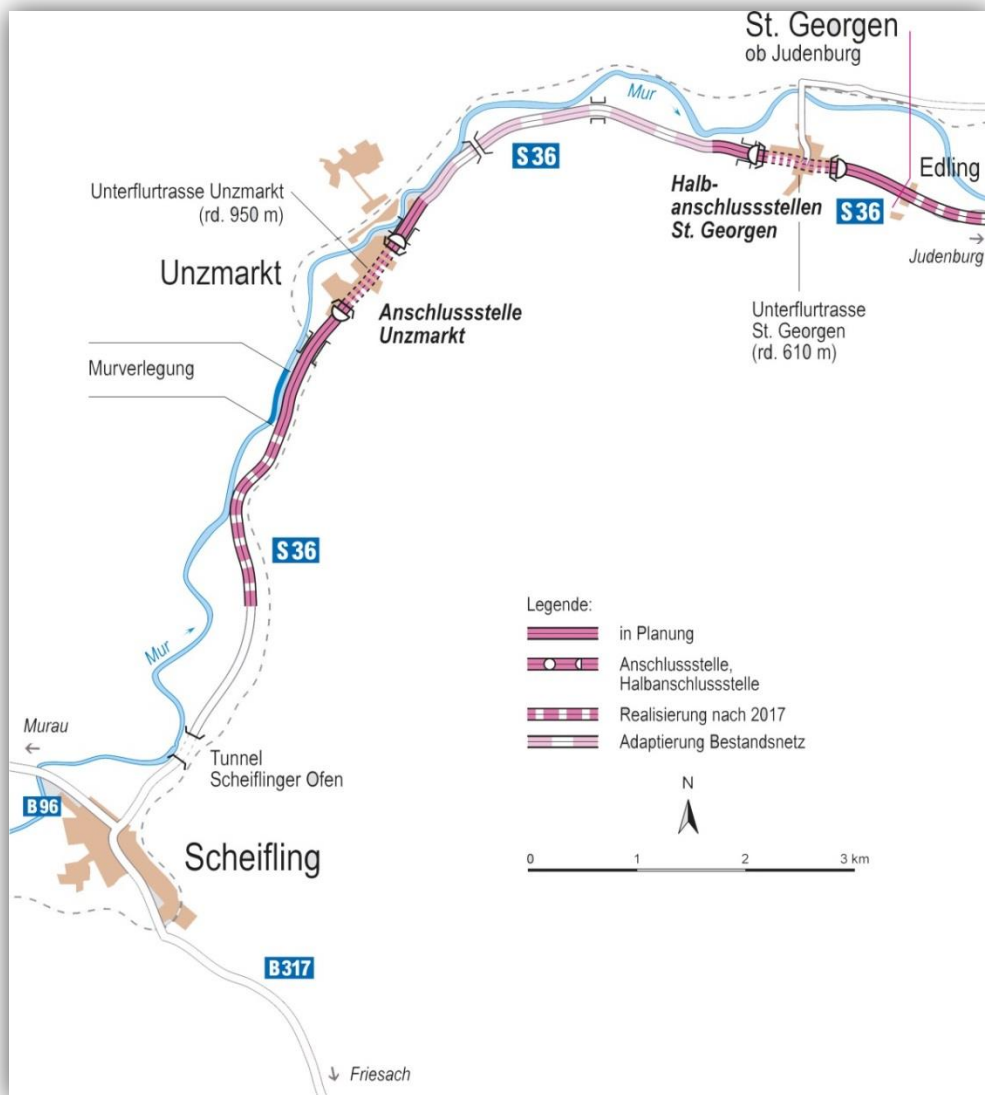 St. Georgen
ob Judenburg
Mur
S 36
Unterflurtrasse Unzmarkt
(rd. 950 m)
Halb-
anschlussstellen
St. Georgen
Edling
S 36
Judenburg
Unzmarkt
Anschlussstelle
Unzmarkt
Unterflurtrasse
St. Georgen
(rd. 610 m)
Murverlegung
S 36
Mur
Legende:
in Planung
Anschlussstelle,
Halbanschlussstelle
Realisierung nach 2017
Adaptierung Bestandsnetz
Murau
Tunnel
Scheiflinger Ofen
B96
N
0 1 2 3 km
Scheifling
B317
Friesach